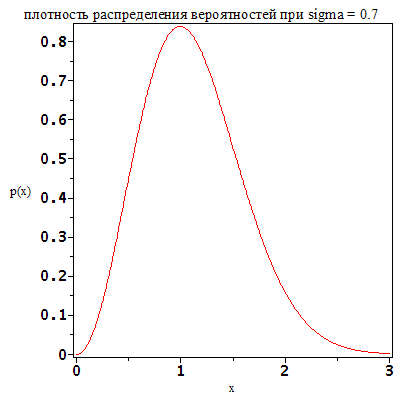 плотность распределения вероятностей при sigma = 0.7
0.8
0.7
0.6
0.5
p(x)
0.4
0.3
0.2
0.1
0
0 1 2 3
x